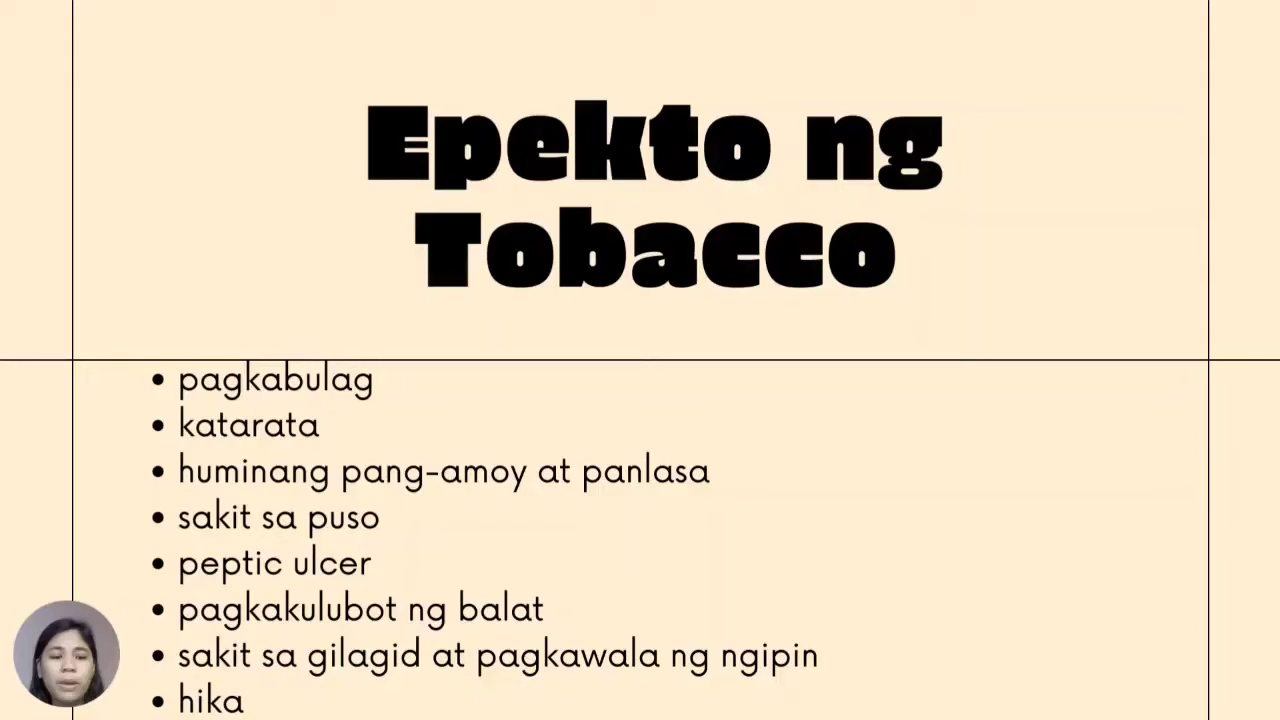 Epekto ng
Tobacco
• pagkabulag
• katarata
• huminang pang-amoy at panlasa
• sakit sa puso
• peptic ulcer
• pagkakulubot ng balat
• sakit sa gilagid at pagkawala ng ngipin
• hika